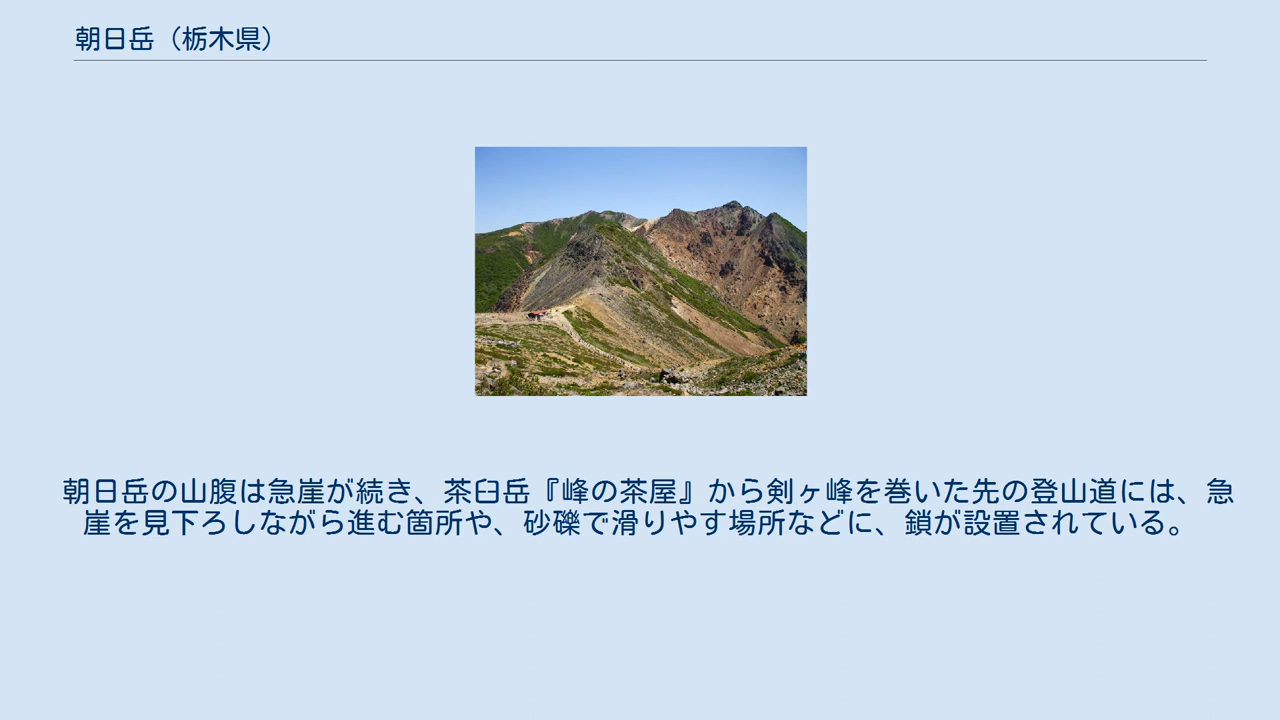 朝日岳（栃木県）
朝日岳の山腹は急崖が続き、茶臼岳『峰の茶屋』から剣ヶ峰を巻いた先の登山道には、急
崖を見下ろしながら進む箇所や、砂礫で滑りやす場所などに、鎖が設置されている。